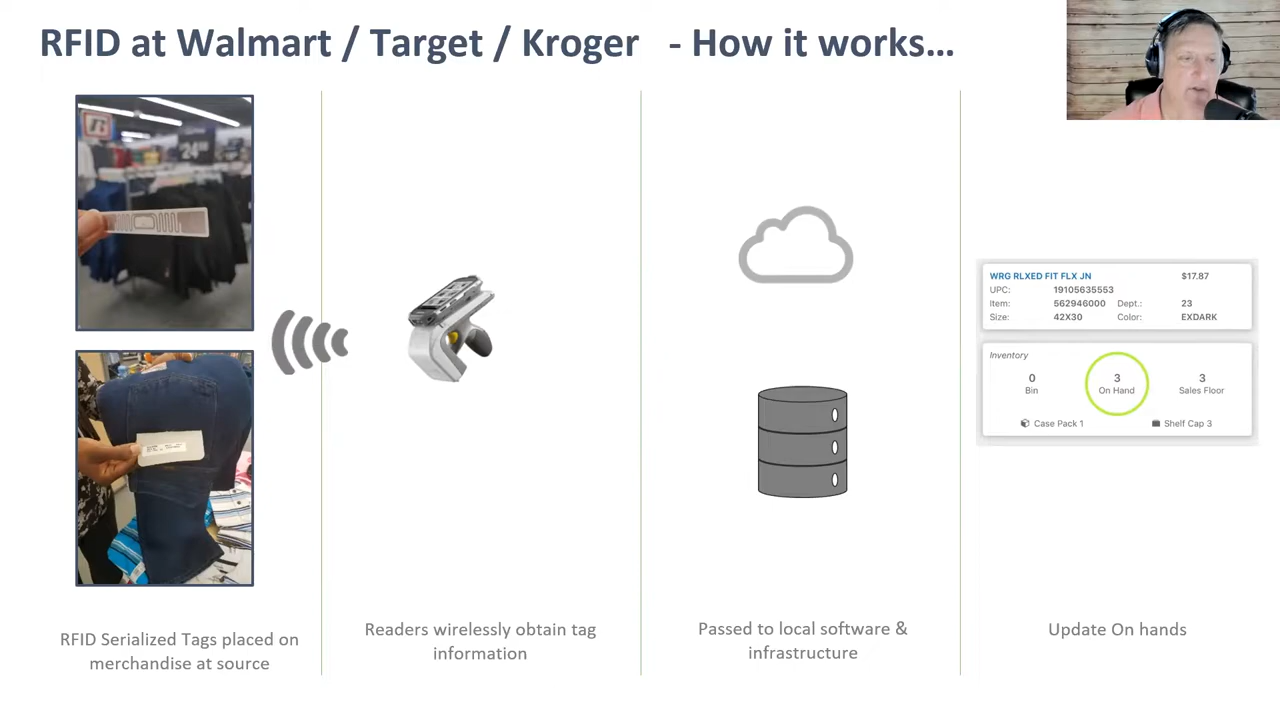 RFID at Walmart / Target / Kroger - How it works...
R
24
WRG RLXED FIT FLX JN $17.87
UPC: 19105635553
Item: 562946000 Dept.: 23
Size: 42X30 Color: EXDARK
Inventory
0 3 3
Bin On Hand Sales Floor
Case Pack 1 Shelf Cap 3
RFID Serialized Tags placed on
merchandise at source
Readers wirelessly obtain tag
information
Passed to local software &
infrastructure
Update On hands